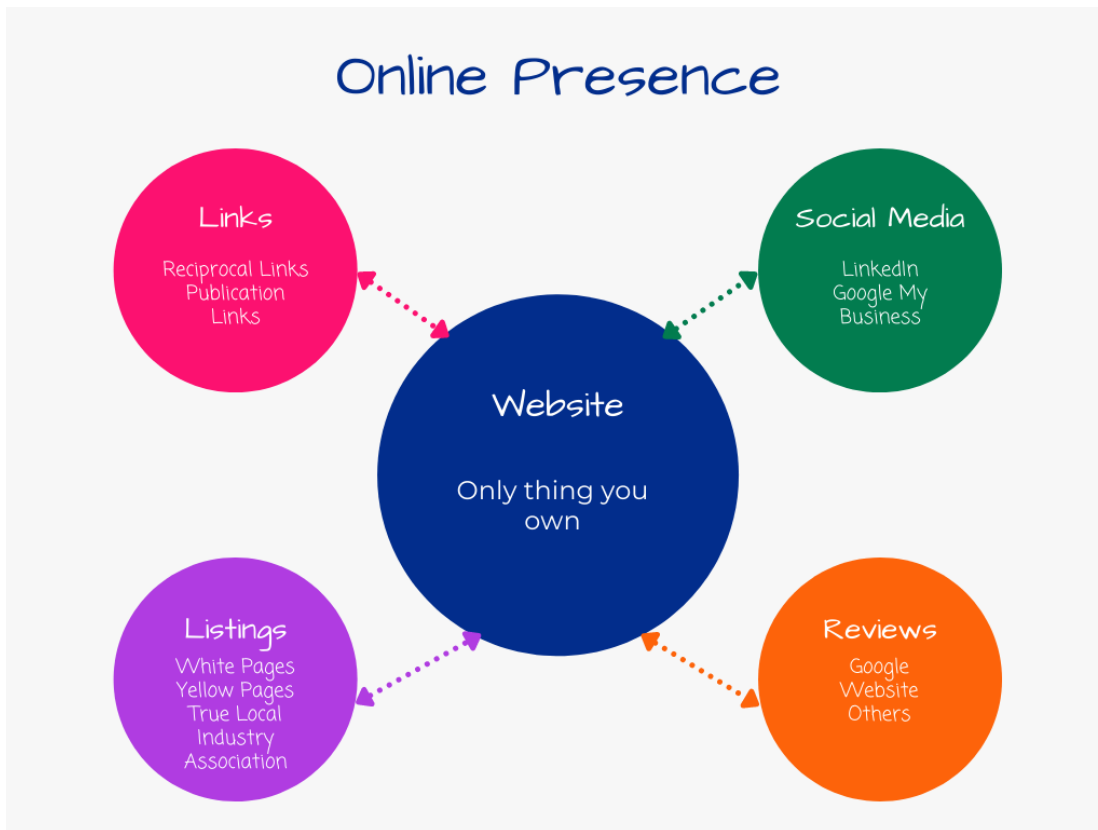 Online Presence
Links
Reciprocal Links
Publication
Links
Social Media
LinkedIn
Google My
Business
Website
Only thing you
own
Listings
White Pages
Yellow Pages
True Local
Industry
Association
Reviews
Google
Website
Others